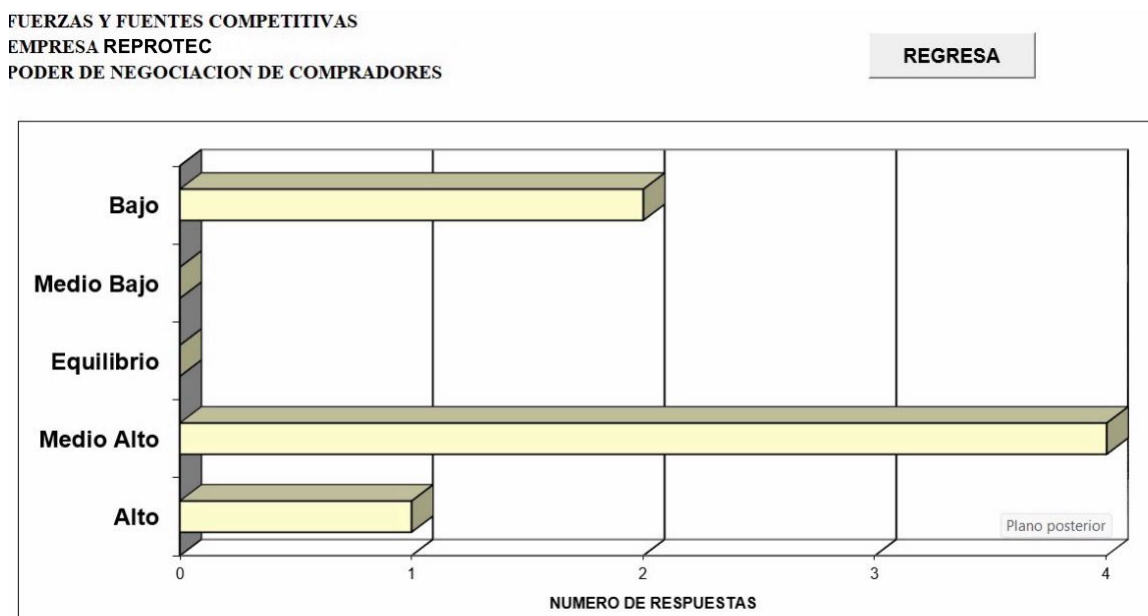 FUERZAS Y FUENTES COMPETITIVAS
EMPRESA REPROTEC
PODER DE NEGOCIACION DE COMPRADORES
REGRESA
Bajo
Medio Bajo
Equilibrio
Medio Alto
Alto
Plano posterior
0 1 2 3 4
NUMERO DE RESPUESTAS